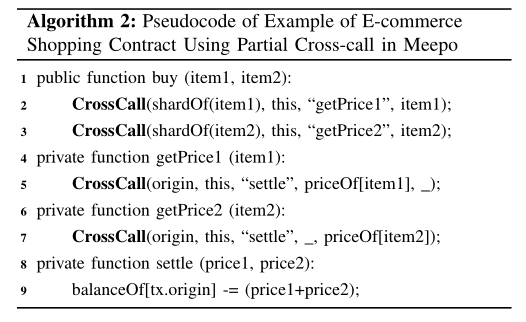 Algorithm 2: Pseudocode of Example of E-commerce
Shopping Contract Using Partial Cross-call in Meepo
1 public function buy (item1, item2):
2 CrossCall(shardOf(item1), this, “getPrice1”, item1);
3 CrossCall(shardOf(item2), this, “getPrice2”, item2);
4 private function getPrice1 (item1):
5 CrossCall(origin, this, “settle”, priceOf[item1], _);
6 private function getPrice2 (item2):
7 CrossCall(origin, this, “settle”, _, priceOf[item2]);
8 private function settle (price1, price2):
9 balanceOf[tx.origin] -= (price1+price2);